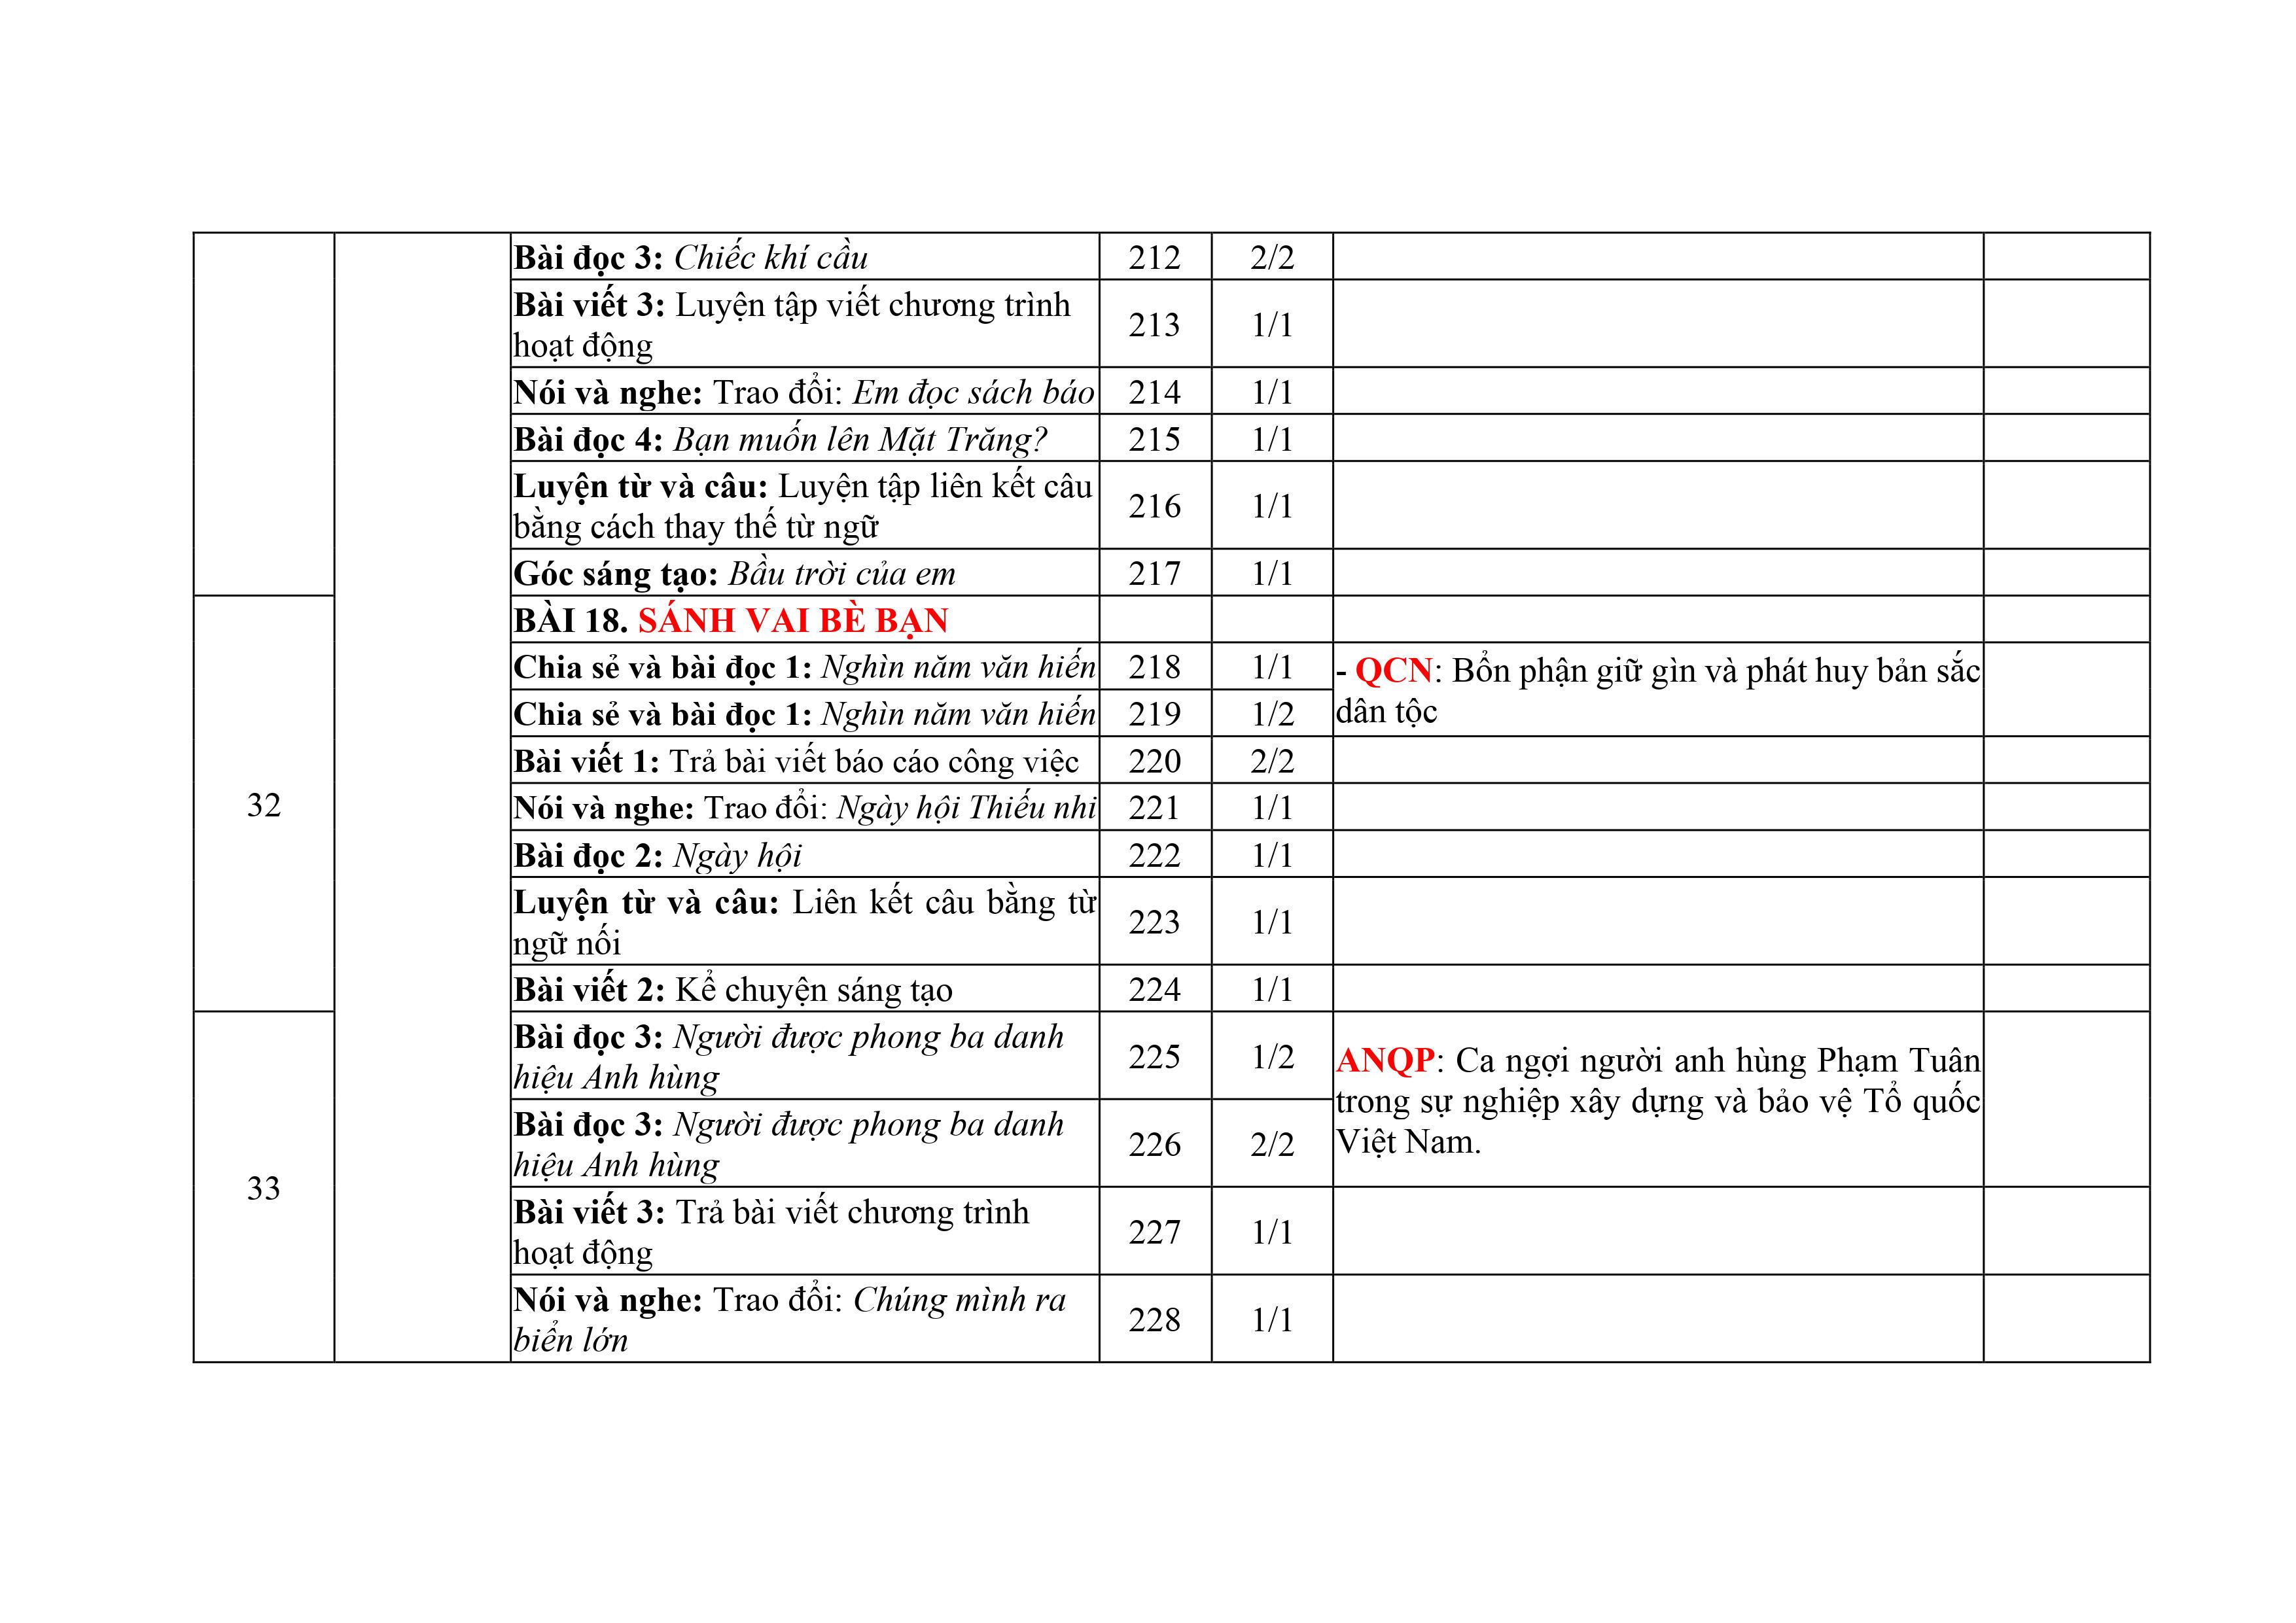 Bài đọc 3: Chiếc khí cầu 212 2/2
Bài viết 3: Luyện tập viết chương trình
hoạt động 213 1/1
Nói và nghe: Trao đổi: Em đọc sách báo 214 1/1
Bài đọc 4: Bạn muốn lên Mặt Trăng? 215 1/1
Luyện từ và câu: Luyện tập liên kết câu
bằng cách thay thế từ ngữ 216 1/1
Góc sáng tạo: Bầu trời của em 217 1/1
32
BÀI 18. SÁNH VAI BÈ BẠN
Chia sẻ và bài đọc 1: Nghìn năm văn hiến 218 1/1
- QCN: Bổn phận giữ gìn và phát huy bản sắc
dân tộc
Chia sẻ và bài đọc 1: Nghìn năm văn hiến 219 1/2
Bài viết 1: Trả bài viết báo cáo công việc 220 2/2
Nói và nghe: Trao đổi: Ngày hội Thiếu nhi 221 1/1
Bài đọc 2: Ngày hội 222 1/1
Luyện từ và câu: Liên kết câu bằng từ
ngữ nối 223 1/1
Bài viết 2: Kể chuyện sáng tạo 224 1/1
33
Bài đọc 3: Người được phong ba danh
hiệu Anh hùng 225 1/2
ANQP: Ca ngợi người anh hùng Phạm Tuân
trong sự nghiệp xây dựng và bảo vệ Tổ quốc
Việt Nam.
Bài đọc 3: Người được phong ba danh
hiệu Anh hùng 226 2/2
Bài viết 3: Trả bài viết chương trình
hoạt động 227 1/1
Nói và nghe: Trao đổi: Chúng mình ra
biển lớn 228 1/1